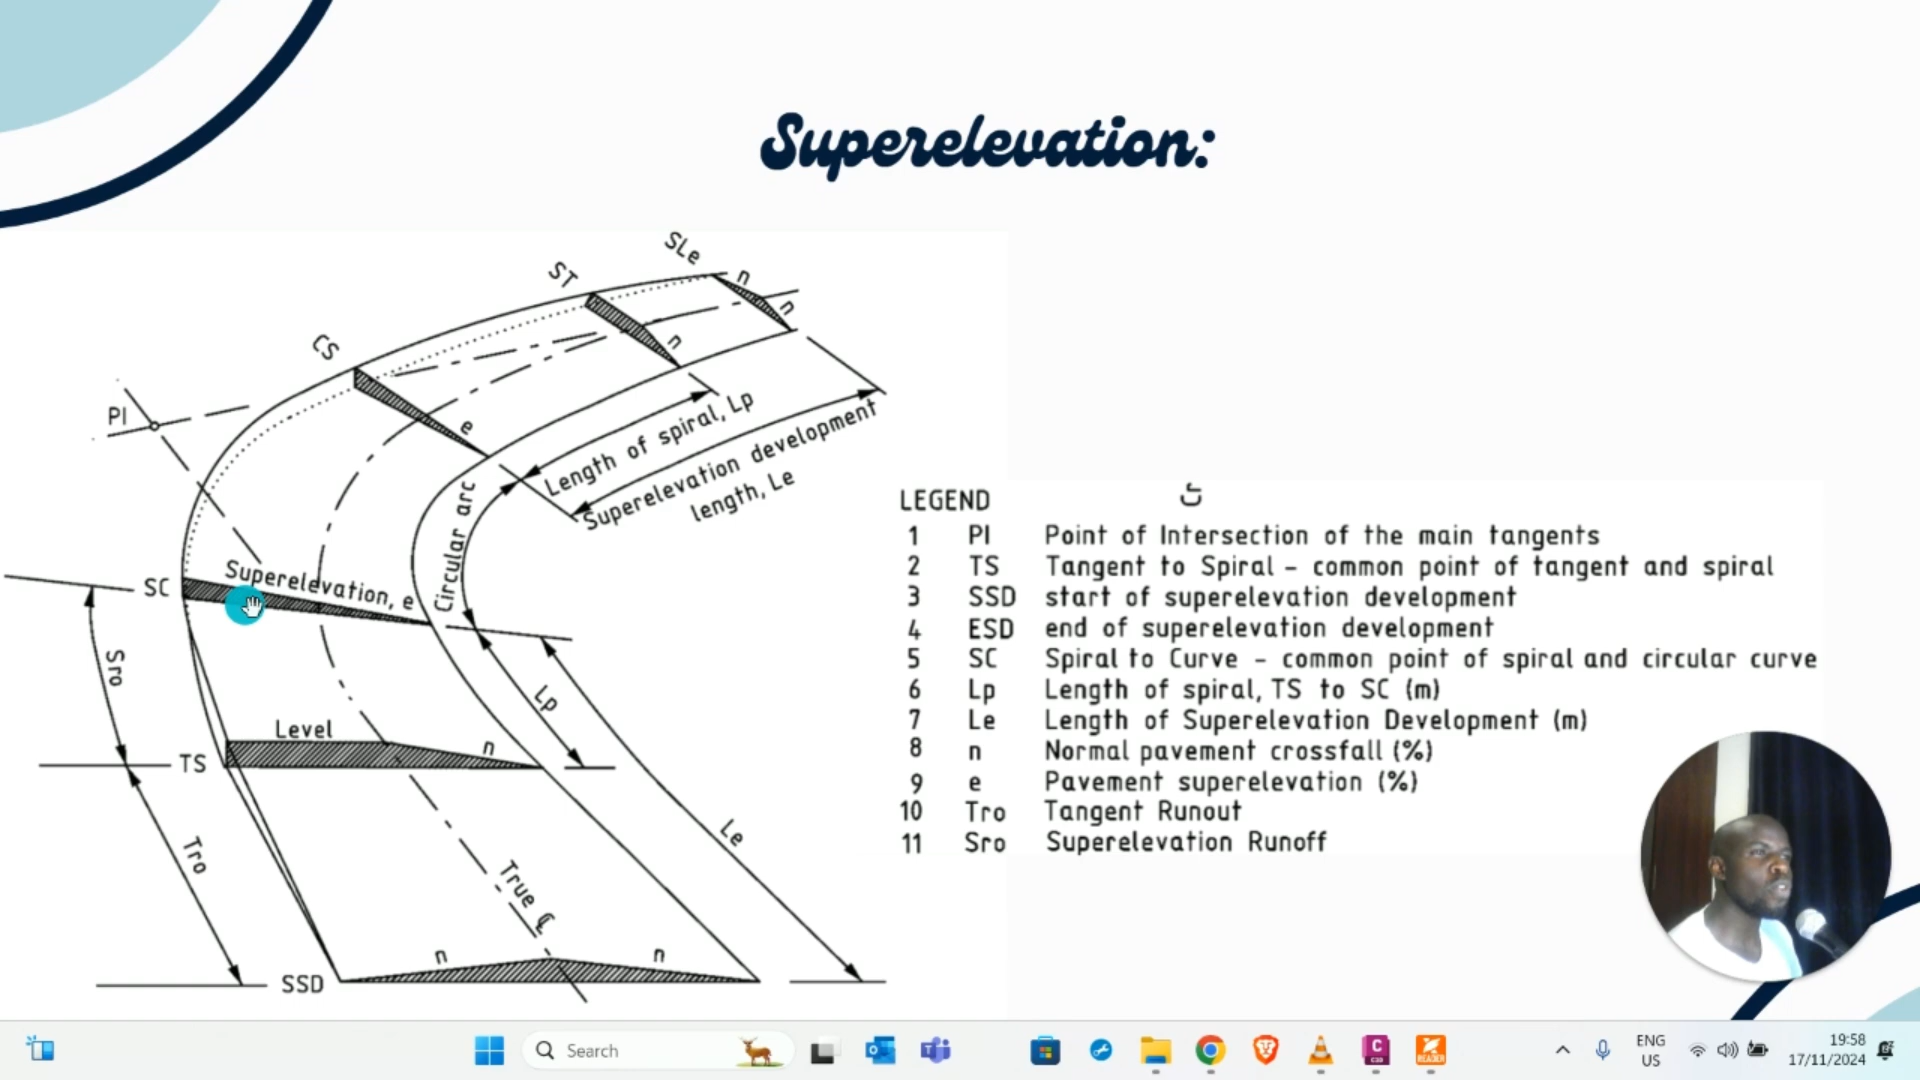 Superelevation:
SLe
n
n
ST
n
CS
e
PI
Length of spiral, Lp
Superelevation development
length, Le
Circular arc
SC
Superelevation, e
Sro
Lp
Level
n
TS
Le
Tro
True ℄
n
n
SSD
LEGEND
1 PI Point of Intersection of the main tangents
2 TS Tangent to Spiral - common point of tangent and spiral
3 SSD start of superelevation development
4 ESD end of superelevation development
5 SC Spiral to Curve - common point of spiral and circular curve
6 Lp Length of spiral, TS to SC (m)
7 Le Length of Superelevation Development (m)
8 n Normal pavement crossfall (%)
9 e Pavement superelevation (%)
10 Tro Tangent Runout
11 Sro Superelevation Runoff
Search
C
C3D
READER
ENG
US
19:58
17/11/2024